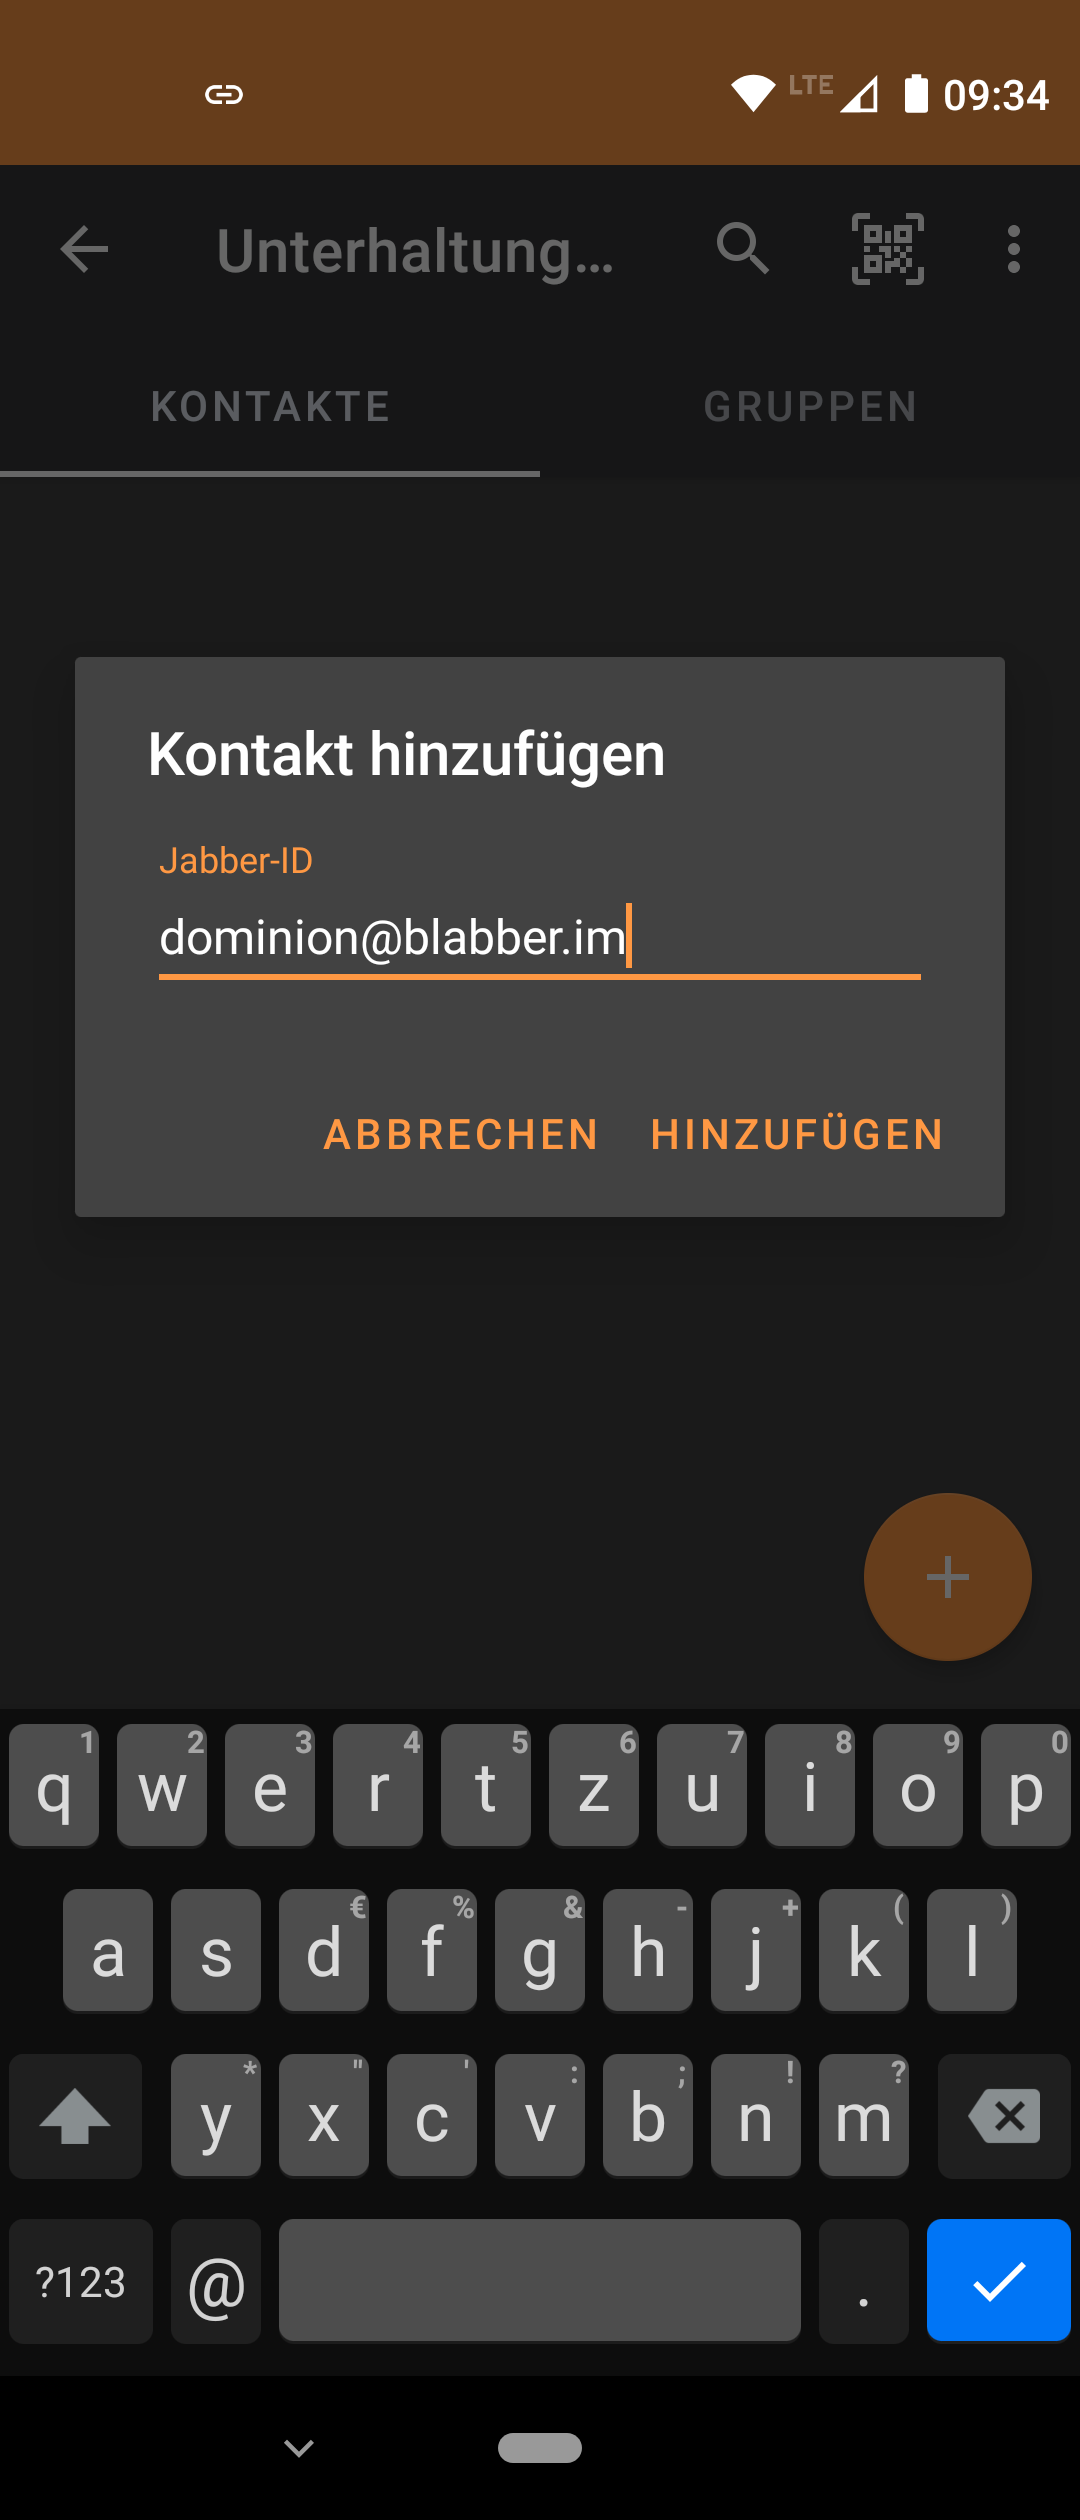 LTE 09:34
Unterhaltung…
KONTAKTE GRUPPEN
Kontakt hinzufügen
Jabber-ID
dominion@blabber.im
ABBRECHEN HINZUFÜGEN
1 2 3 4 5 6 7 8 9 0
q w e r t z u i o p
€ % & - + ( )
a s d f g h j k l
* " ' : ; ! ?
y x c v b n m
?123 @ .